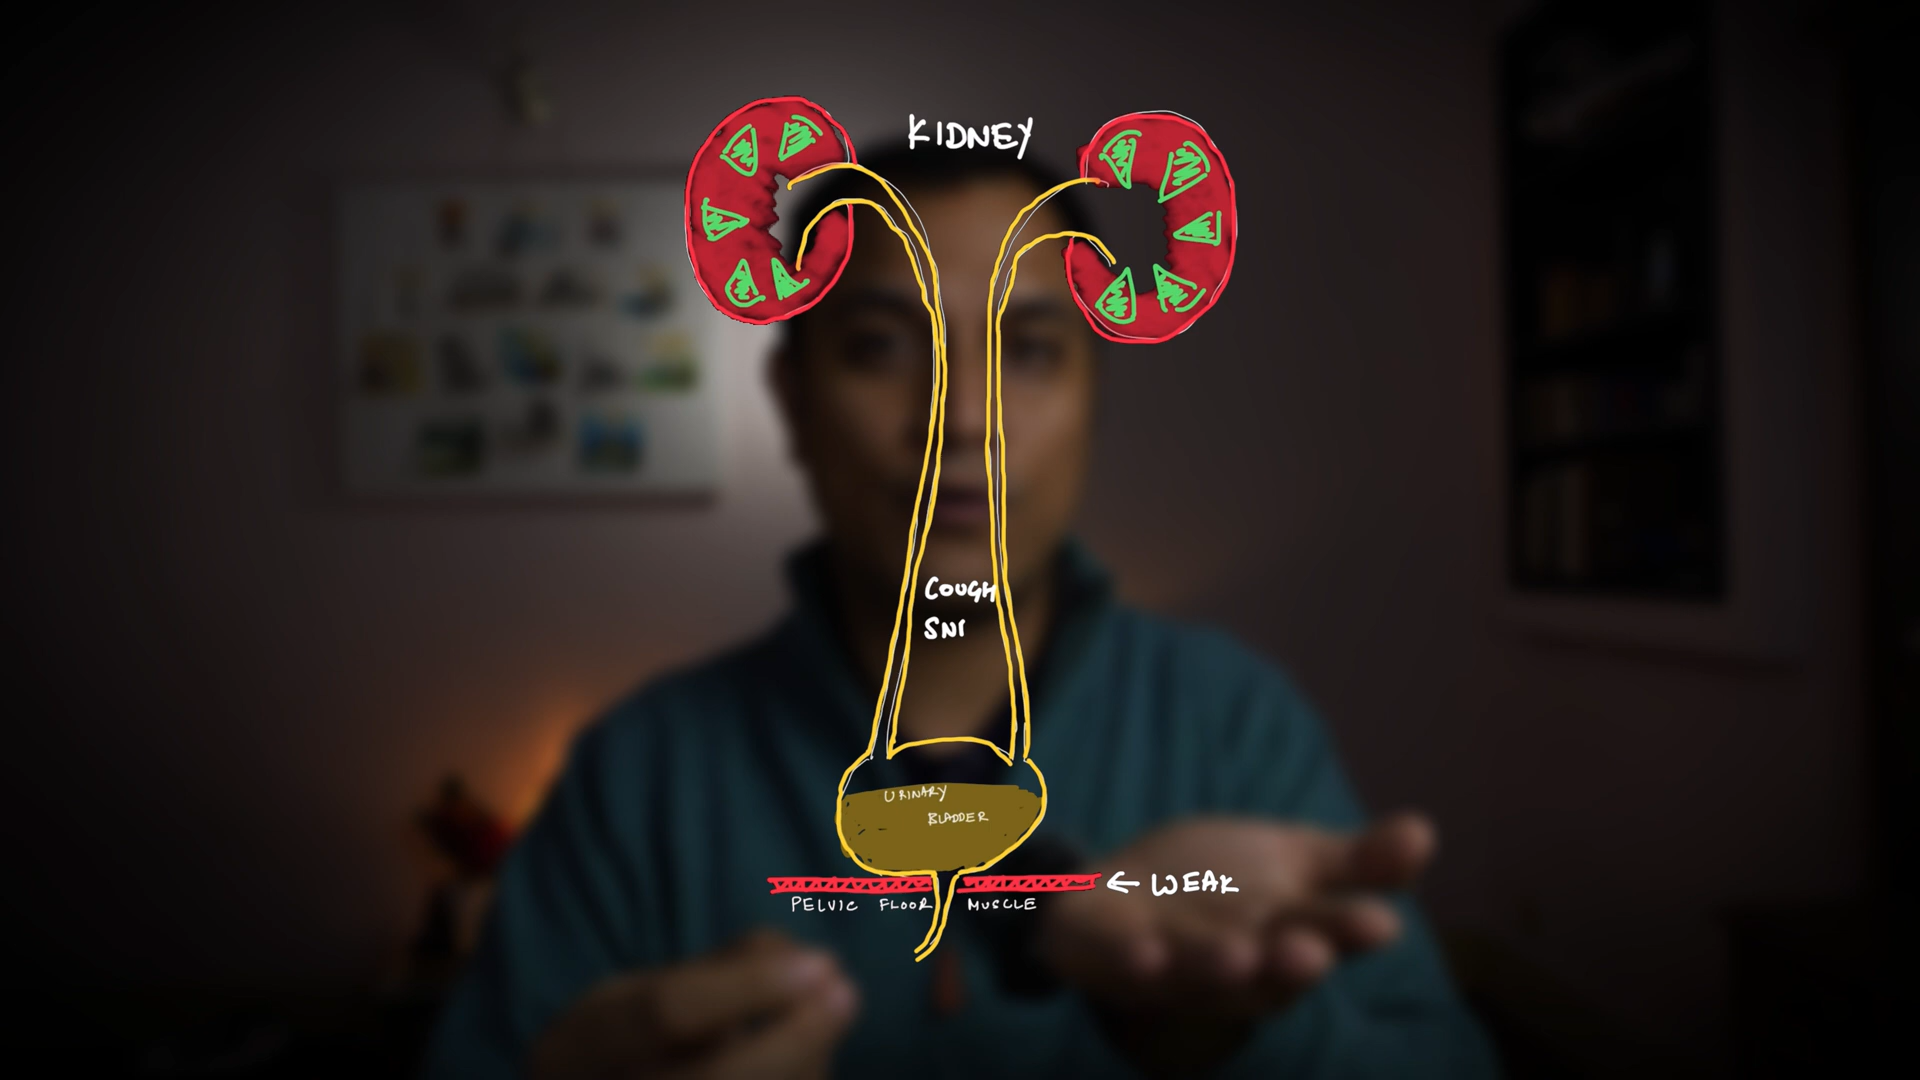 KIDNEY
COUGH
SNI
URINARY
BLADDER
← WEAK
PELVIC FLOOR MUSCLE